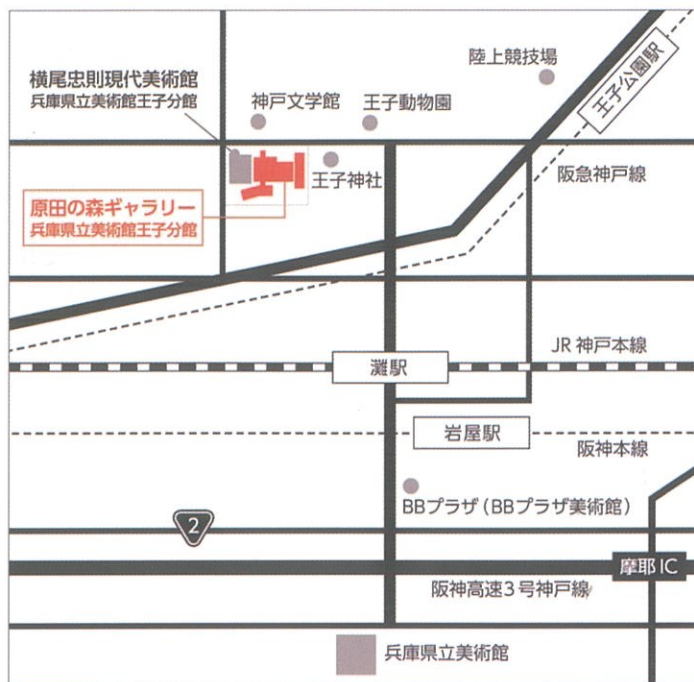 陸上競技場
王子公園駅
横尾忠則現代美術館
兵庫県立美術館王子分館
神戸文学館
王子動物園
王子神社
阪急神戸線
原田の森ギャラリー
兵庫県立美術館王子分館
JR 神戸本線
灘駅
岩屋駅
阪神本線
BBプラザ（BBプラザ美術館）
2
摩耶 IC
阪神高速3号神戸線
兵庫県立美術館